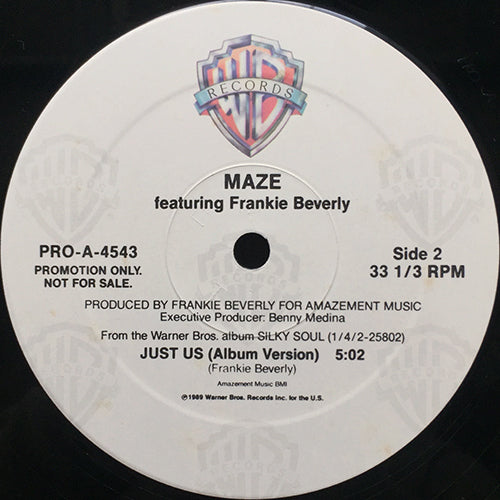 RECORDS
MAZE
featuring Frankie Beverly
PRO-A-4543
PROMOTION ONLY.
NOT FOR SALE.
Side 2
33 1/3 RPM
PRODUCED BY FRANKIE BEVERLY FOR AMAZEMENT MUSIC
Executive Producer: Benny Medina
From the Warner Bros. album SILKY SOUL (1/4/2-25802)
JUST US (Album Version) 5:02
(Frankie Beverly)
Amazement Music BMI
℗1989 Warner Bros. Records Inc. for the U.S.